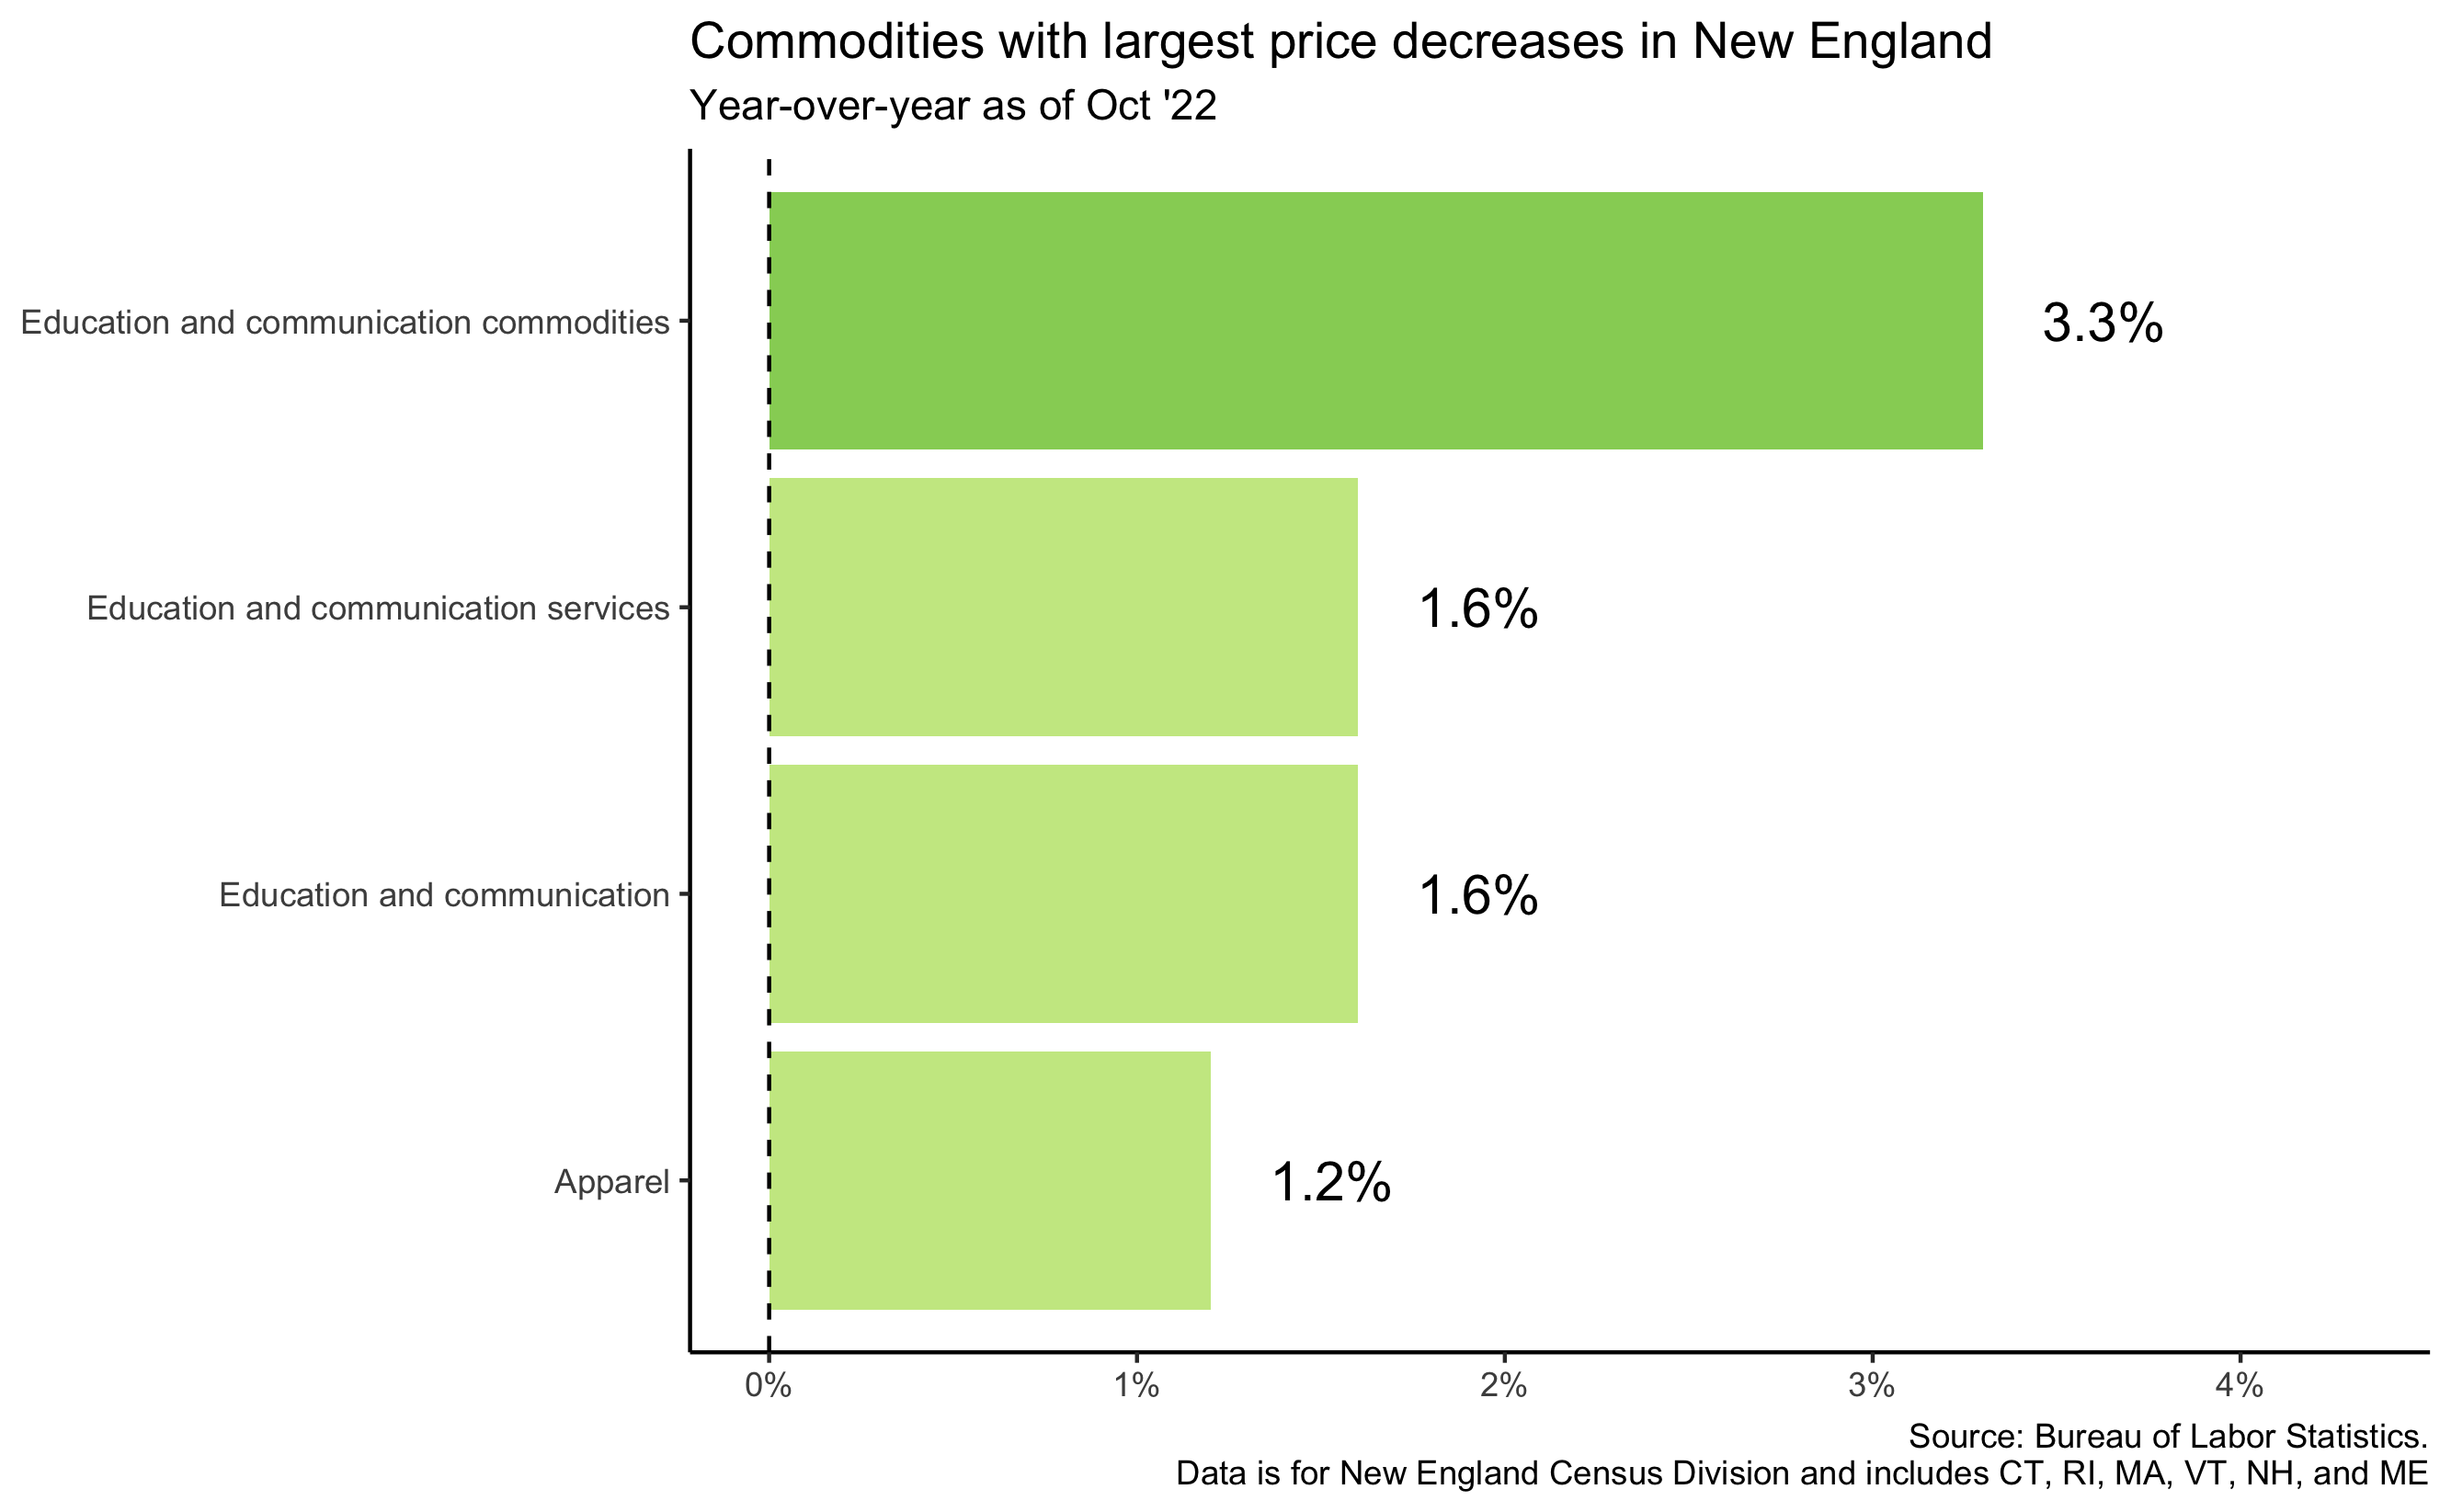 Commodities with largest price decreases in New England
Year-over-year as of Oct '22
Education and communication commodities
3.3%
Education and communication services
1.6%
Education and communication
1.6%
Apparel
1.2%
0%
1%
2%
3%
4%
Source: Bureau of Labor Statistics.
Data is for New England Census Division and includes CT, RI, MA, VT, NH, and ME